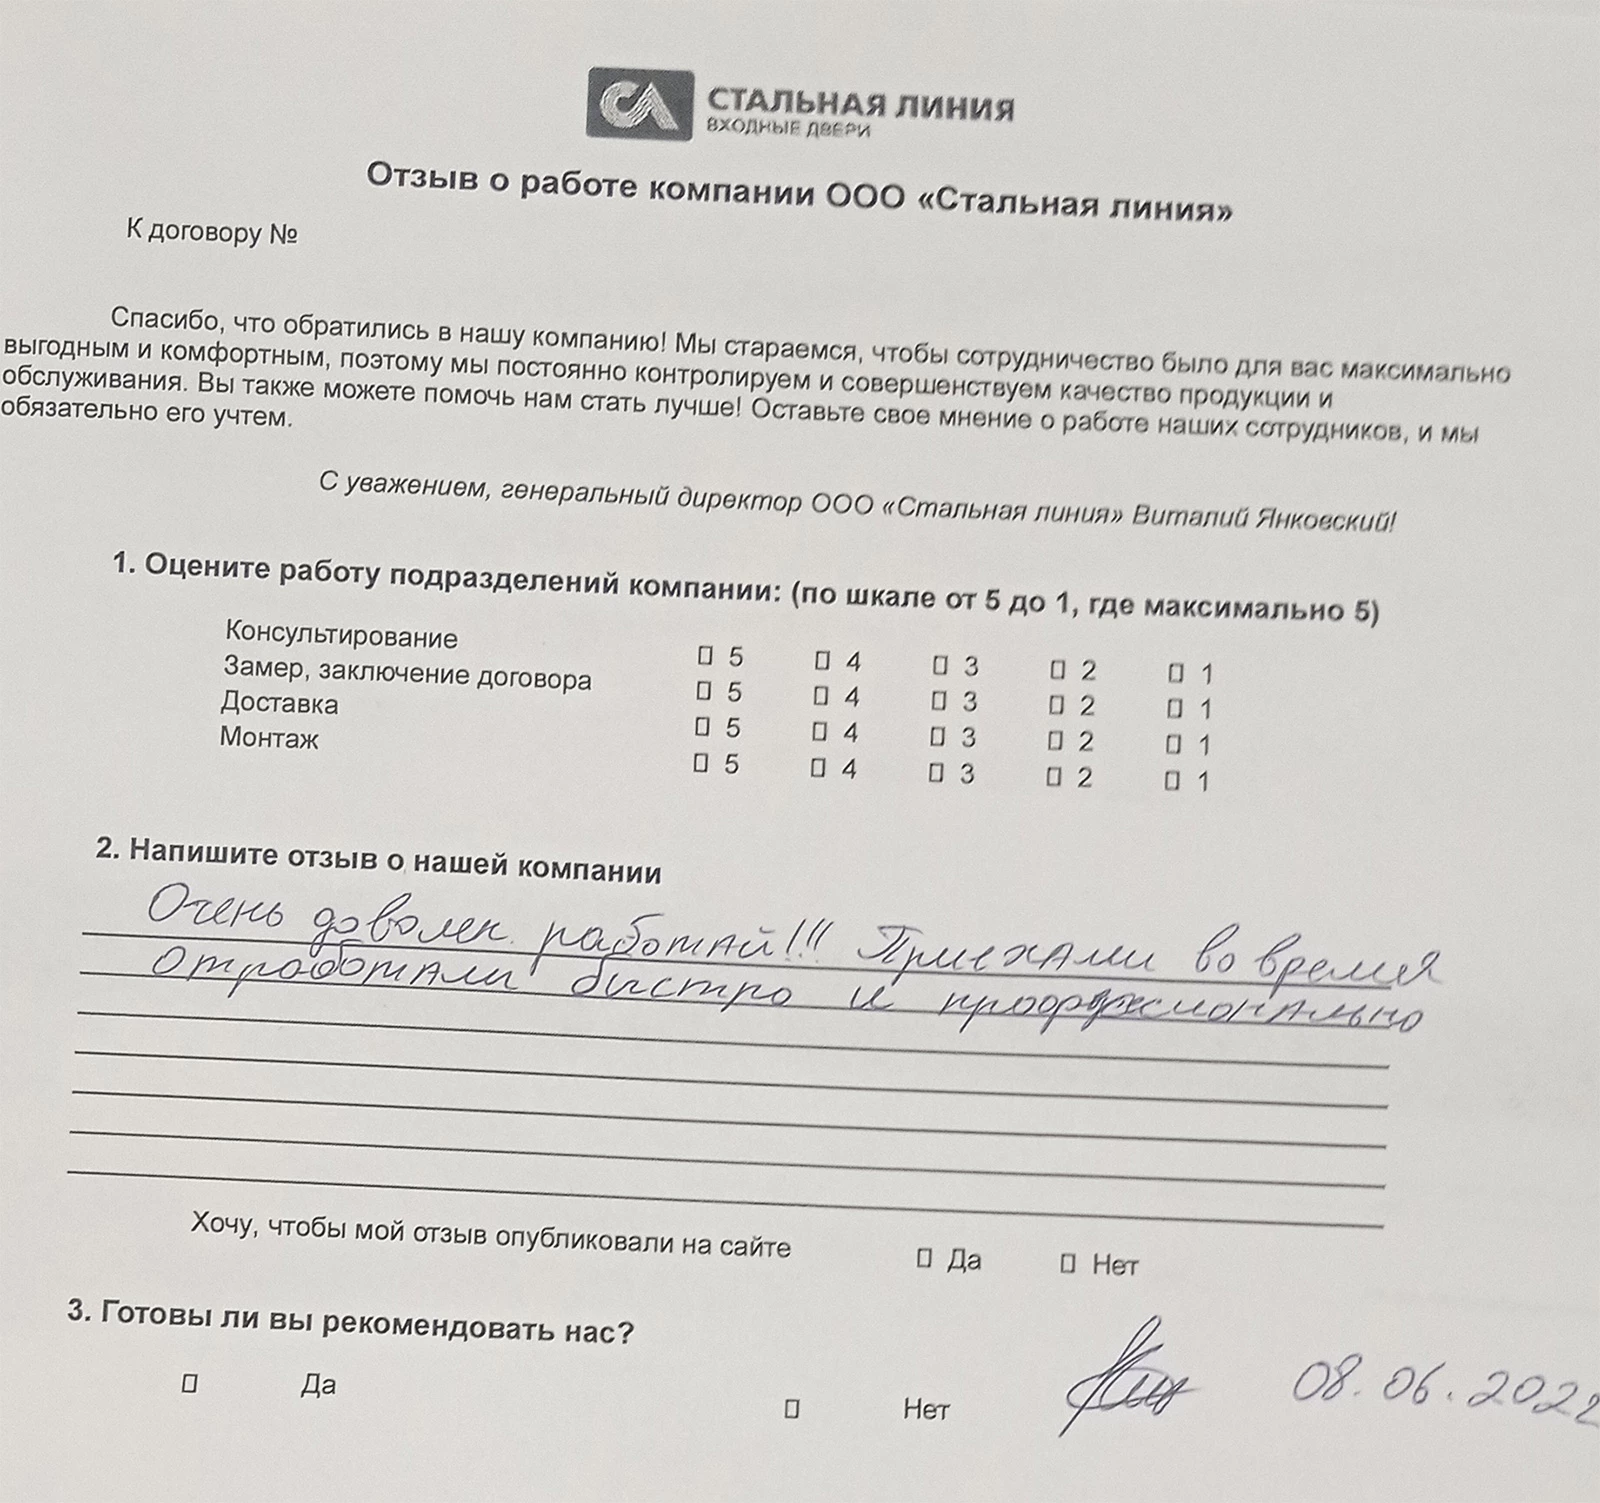 СТАЛЬНАЯ ЛИНИЯ
ВХОДНЫЕ ДВЕРИ
Отзыв о работе компании ООО «Стальная линия»
К договору №
Спасибо, что обратились в нашу компанию! Мы стараемся, чтобы сотрудничество было для вас максимально
выгодным и комфортным, поэтому мы постоянно контролируем и совершенствуем качество продукции и
обслуживания. Вы также можете помочь нам стать лучше! Оставьте свое мнение о работе наших сотрудников, и мы
обязательно его учтем.
С уважением, генеральный директор ООО «Стальная линия» Виталий Янковский!
1. Оцените работу подразделений компании: (по шкале от 5 до 1, где максимально 5)
Консультирование 5 4 3 2 1
Замер, заключение договора 5 4 3 2 1
Доставка 5 4 3 2 1
Монтаж 5 4 3 2 1
2. Напишите отзыв о нашей компании
Очень доволен работай!!! Приехали во время
отработали быстро и профессионально
Хочу, чтобы мой отзыв опубликовали на сайте Да Нет
3. Готовы ли вы рекомендовать нас?
Да Нет 08.06.2022